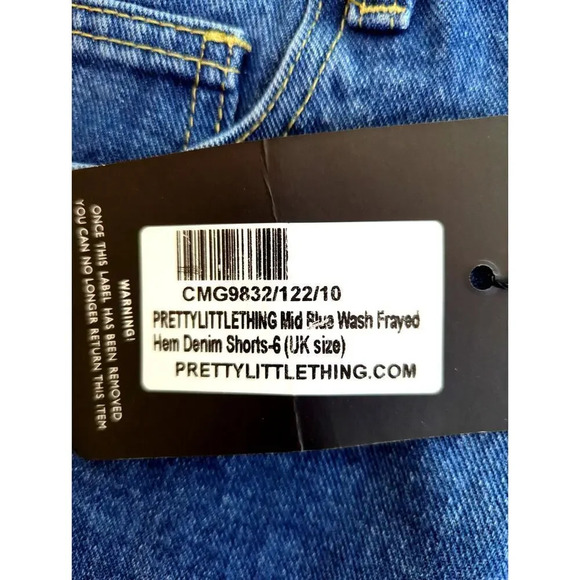 WARNING!
ONCE THIS LABEL HAS BEEN REMOVED
YOU CAN NO LONGER RETURN THIS ITEM
CMG9832/122/10
PRETTYLITTLETHING Mid Blue Wash Frayed
Hem Denim Shorts-6 (UK size)
PRETTYLITTLETHING.COM